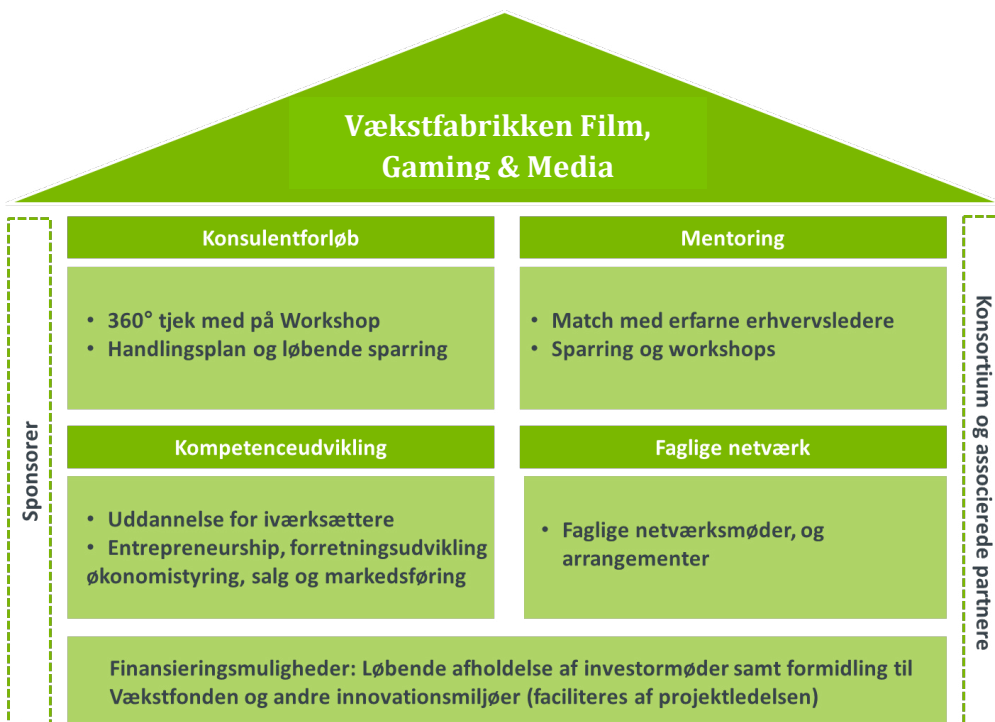 Vækstfabrikken Film,
Gaming & Media
Konsulentforløb
• 360° tjek med på Workshop
• Handlingsplan og løbende sparring
Mentoring
• Match med erfarne erhvervsledere
• Sparring og workshops
Kompetenceudvikling
• Uddannelse for iværksættere
• Entrepreneurship, forretningsudvikling
økonomistyring, salg og markedsføring
Faglige netværk
• Faglige netværksmøder, og
arrangementer
Finansieringsmuligheder: Løbende afholdelse af investormøder samt formidling til
Vækstfonden og andre innovationsmiljøer (faciliteres af projektledelsen)
Sponsorer
Konsortium og associerede partnere